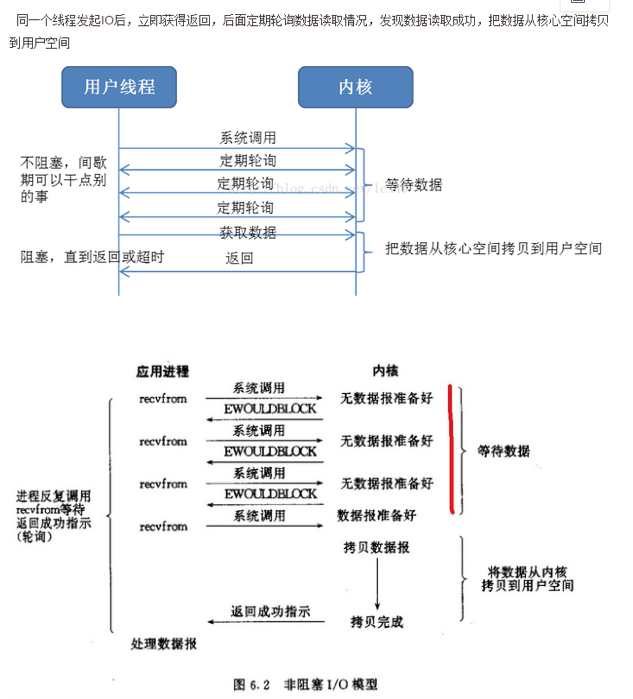 同一个线程发起IO后，立即获得返回，后面定期轮询数据读取情况，发现数据读取成功，把数据从核心空间拷贝
到用户空间
用户线程
内核
系统调用
定期轮询
定期轮询
定期轮询
获取数据
返回
不阻塞，间歇
期可以干点别
的事
阻塞，直到返回或超时
等待数据
把数据从核心空间拷贝到用户空间
应用进程
内核
recvfrom
系统调用
无数据报准备好
EWOULDBLOCK
recvfrom
系统调用
无数据报准备好
EWOULDBLOCK
recvfrom
系统调用
无数据报准备好
EWOULDBLOCK
recvfrom
系统调用
数据报准备好
拷贝数据报
返回成功指示
拷贝完成
处理数据报
进程反复调用
recvfrom等待
返回成功指示
(轮询)
等待数据
将数据从内核
拷贝到用户空间
图 6.2 非阻塞 I/O 模型